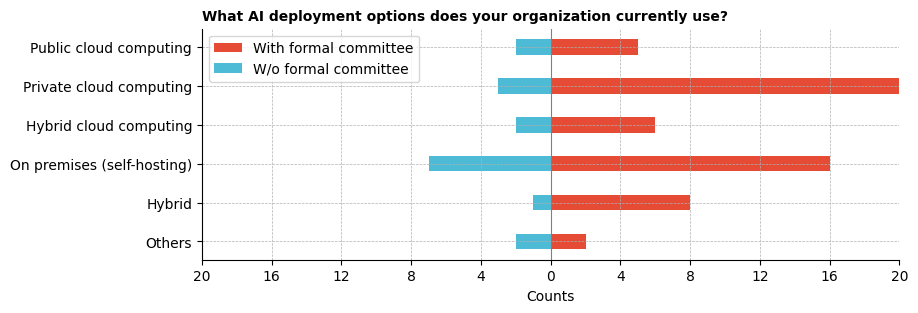 What AI deployment options does your organization currently use?
With formal committee
W/o formal committee
Public cloud computing
Private cloud computing
Hybrid cloud computing
On premises (self-hosting)
Hybrid
Others
20 16 12 8 4 0 4 8 12 16 20
Counts